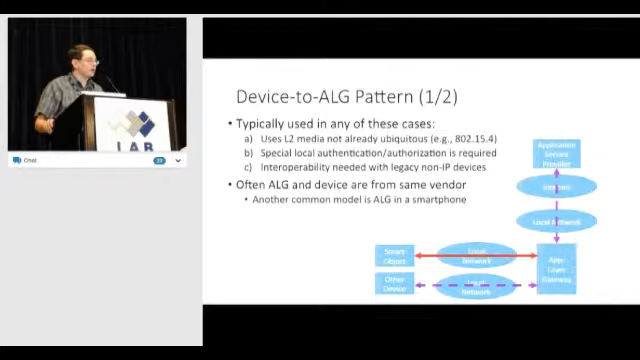 LAB
Chat
23
Device-to-ALG Pattern (1/2)
• Typically used in any of these cases:
a) Uses L2 media not already ubiquitous (e.g., 802.15.4)
b) Special local authentication/authorization is required
c) Interoperability needed with legacy non-IP devices
• Often ALG and device are from same vendor
• Another common model is ALG in a smartphone
Application
Service
Provider
Internet
Local Network
Smart
Object
Local
Network
App-
Layer
Gateway
Other
Device
Local
Network